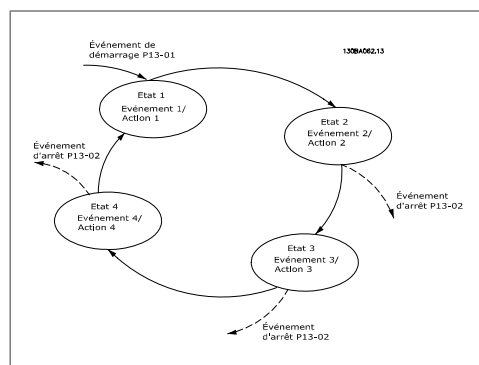 Événement de
démarrage P13-01
130BA062.13
Etat 1
Evénement 1/
Action 1
Etat 2
Evénement 2/
Action 2
Événement
d'arrêt P13-02
Événement
d'arrêt P13-02
Etat 4
Evénement 4/
Action 4
Etat 3
Evénement 3/
Action 3
Événement
d'arrêt P13-02